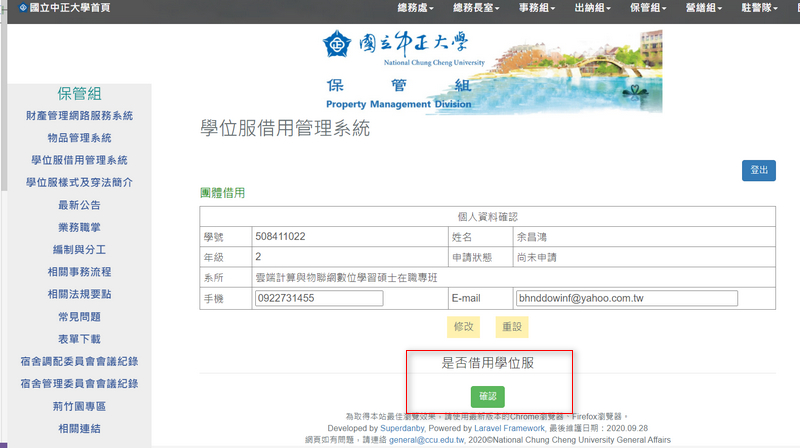 國立中正大學首頁
總務處 總務長室 事務組 出納組 保管組 營繕組 駐警隊
國立中正大學
National Chung Cheng University
保管組
Property Management Division
保管組
財產管理網路服務系統
物品管理系統
學位服借用管理系統
學位服樣式及穿法簡介
最新公告
業務職掌
編制與分工
相關事務流程
相關法規要點
常見問題
表單下載
宿舍調配委員會會議紀錄
宿舍管理委員會會議紀錄
荊竹園專區
相關連結
學位服借用管理系統
登出
團體借用
個人資料確認
學號 508411022 姓名 余昌鴻
年級 2 申請狀態 尚未申請
系所 雲端計算與物聯網數位學習碩士在職專班
手機 0922731455 E-mail bhnddowinf@yahoo.com.tw
修改 重設
是否借用學位服
確認
為取得本站最佳瀏覽效果，請使用最新版本的Chrome瀏覽器、Firefox瀏覽器。
Developed by Superdanby, Powered by Laravel Framework, 最後維護日期：2020.09.28
網頁如有問題，請連絡 general@ccu.edu.tw, 2020©National Chung Cheng University General Affairs